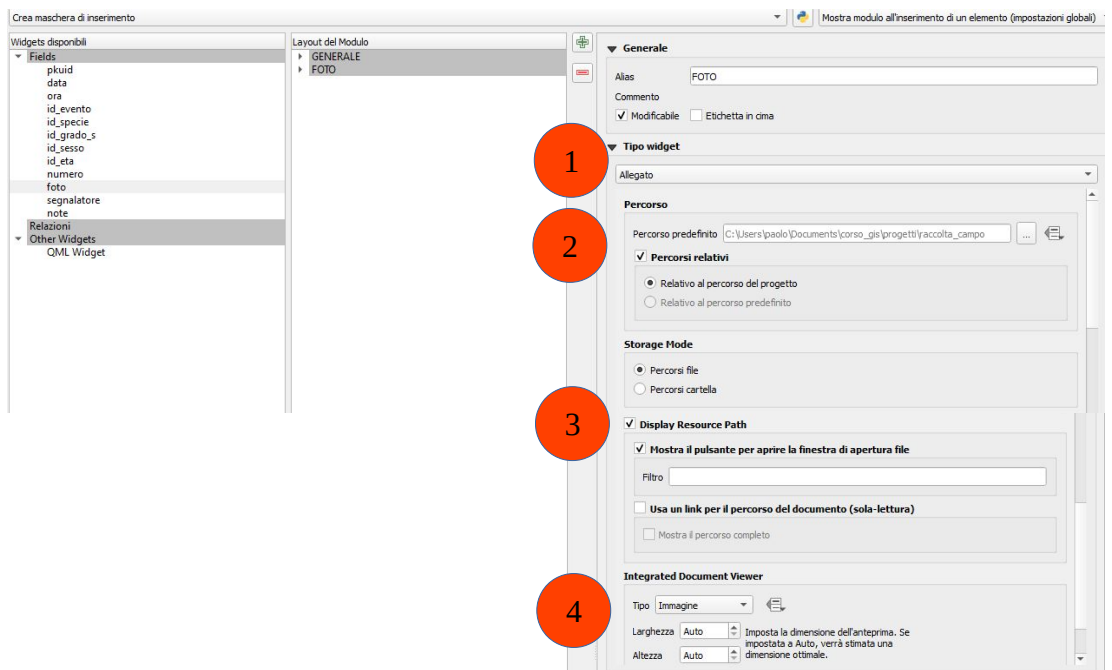 Crea maschera di inserimento
Mostra modulo all'inserimento di un elemento (impostazioni globali)
Widgets disponibili
Fields
pkuid
data
ora
id_evento
id_specie
id_grado_s
id_sesso
id_eta
numero
foto
segnalatore
note
Relazioni
Other Widgets
QML Widget
Layout del Modulo
GENERALE
FOTO
Generale
Alias FOTO
Commento
Modificabile Etichetta in cima
1
Tipo widget
Allegato
Percorso
2
Percorso predefinito C:\Users\paolo\Documents\corso_gis\progetti\raccolta_campo ...
Percorsi relativi
Relativo al percorso del progetto
Relativo al percorso predefinito
Storage Mode
Percorsi file
Percorsi cartella
3
Display Resource Path
Mostra il pulsante per aprire la finestra di apertura file
Filtro
Usa un link per il percorso del documento (sola-lettura)
Mostra il percorso completo
Integrated Document Viewer
4
Tipo Immagine
Larghezza Auto
Altezza Auto
Imposta la dimensione dell'anteprima. Se
impostata a Auto, verrà stimata una
dimensione ottimale.